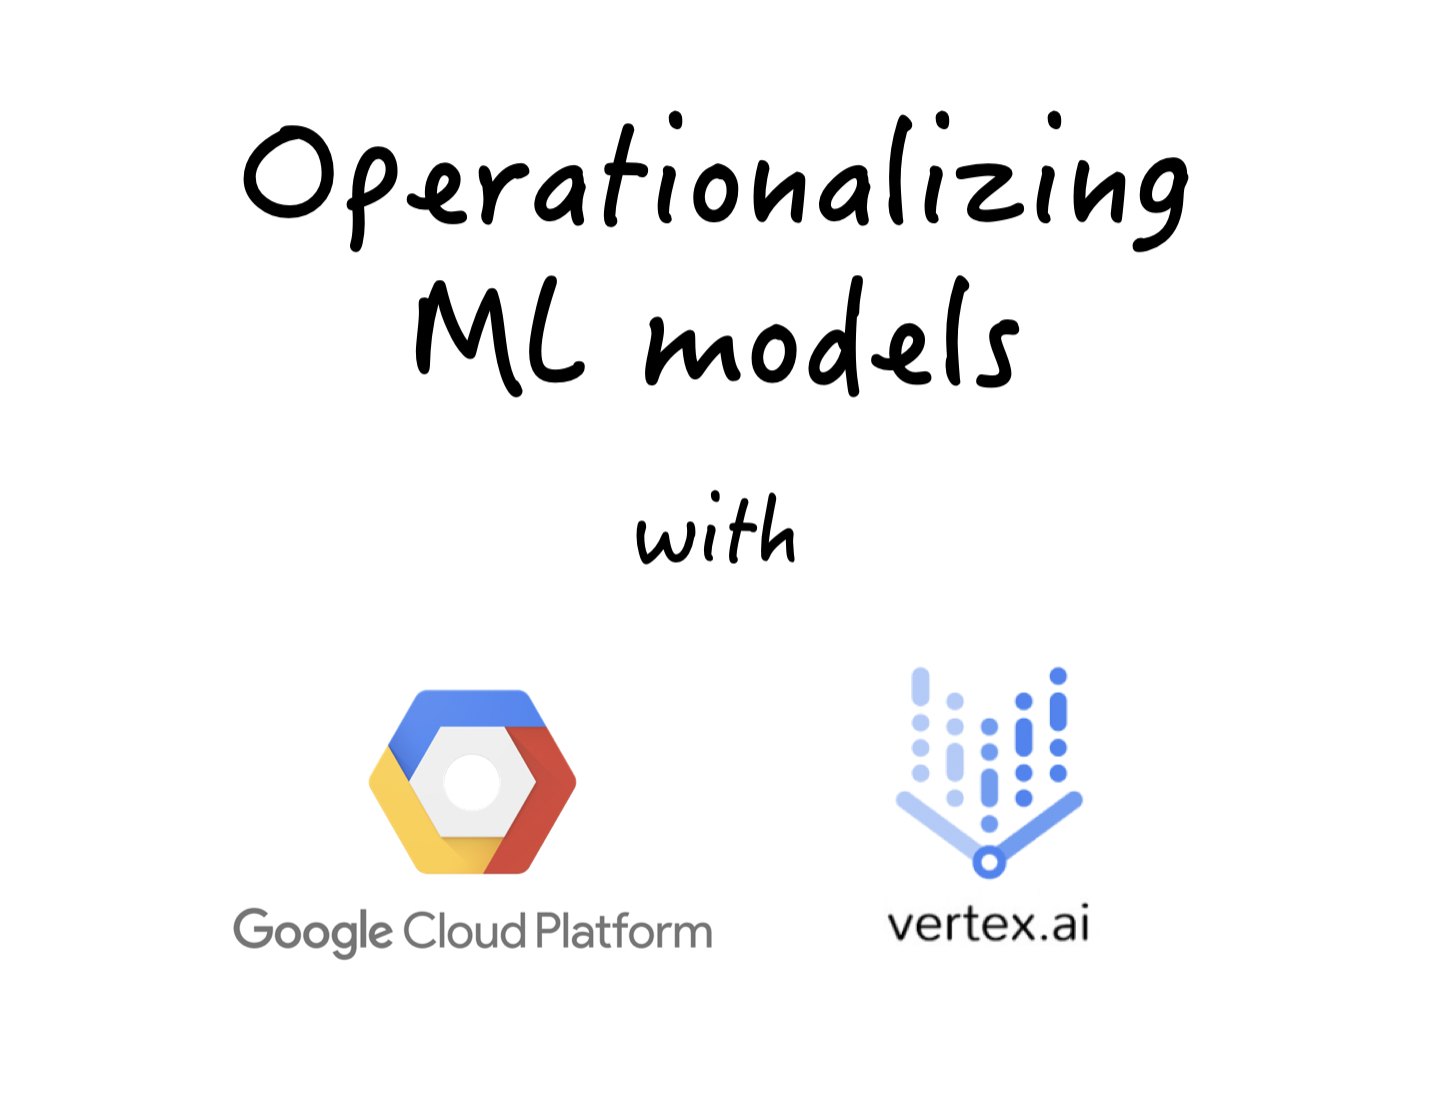 Operationalizing
ML models
with
Google Cloud Platform
vertex.ai